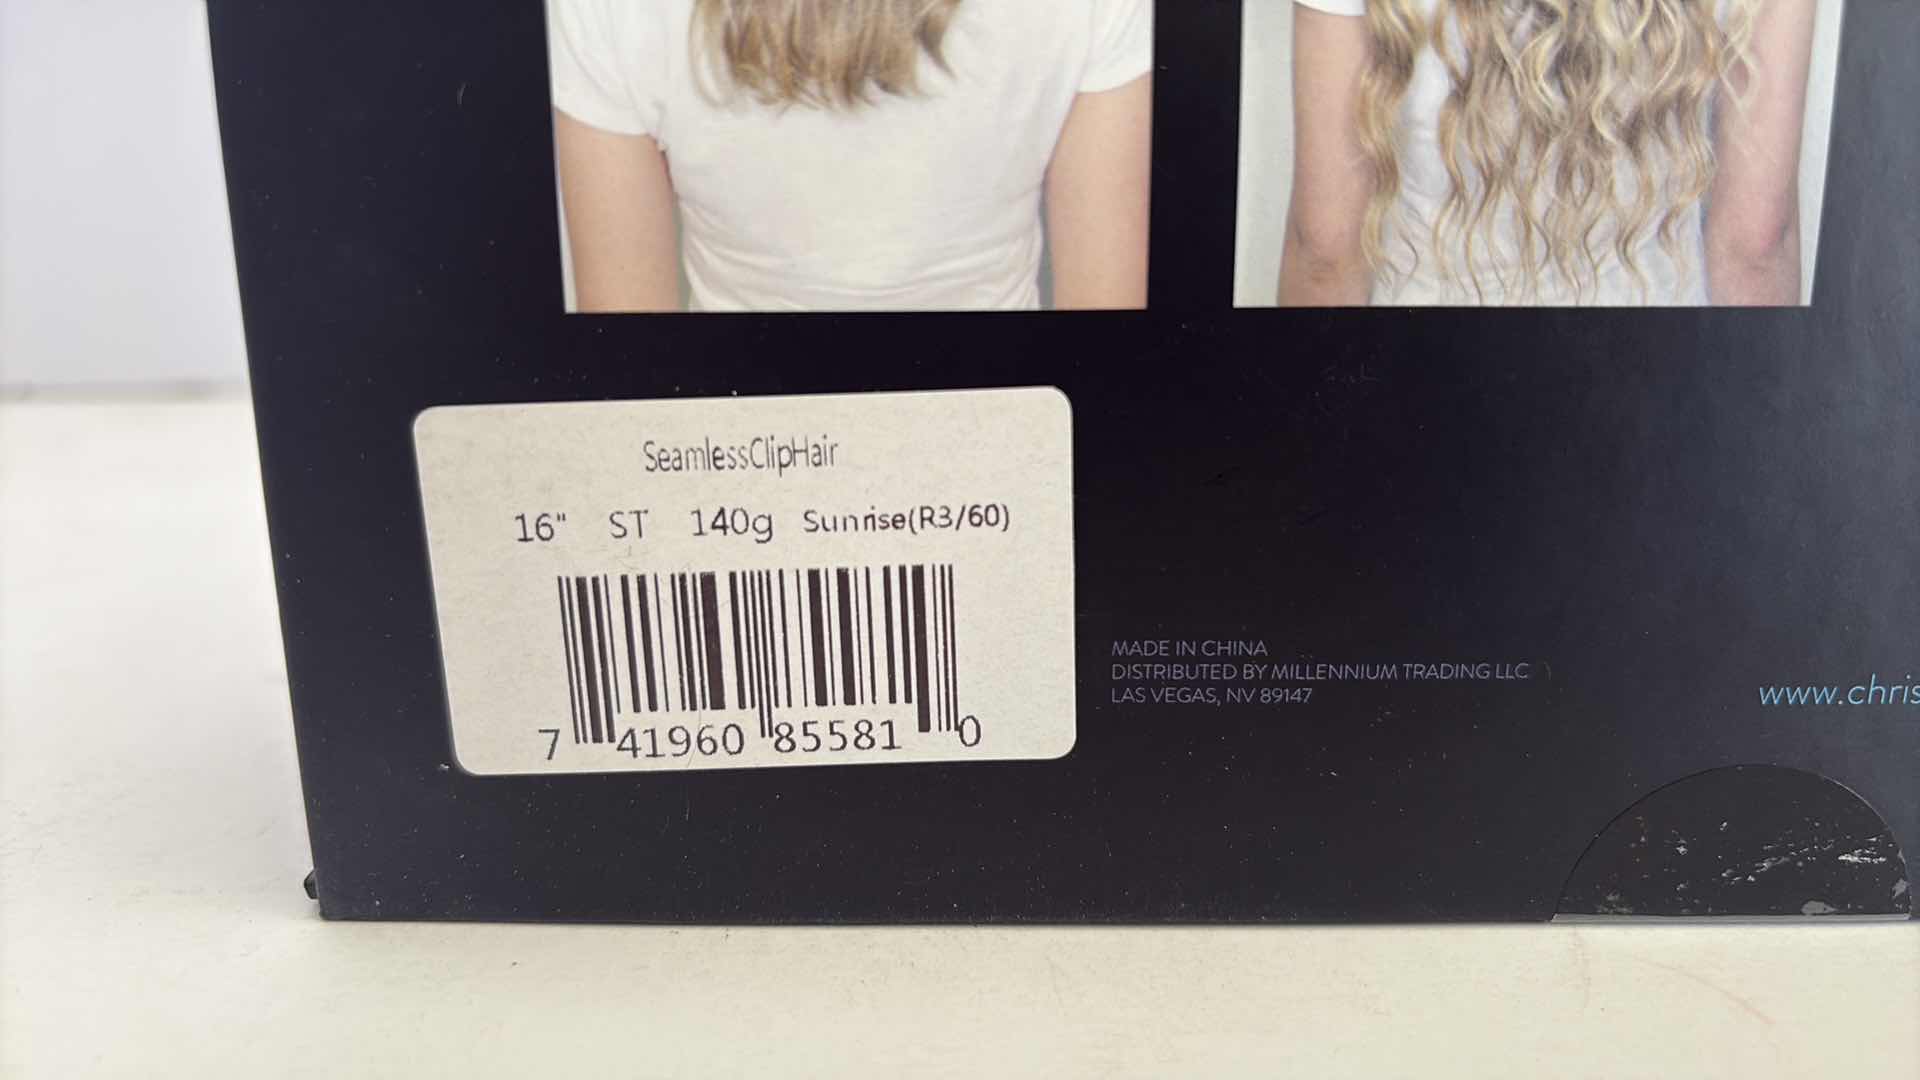 SeamlessClipHair
16" ST 140g Sunrise(R3/60)
7 41960 85581 0
MADE IN CHINA
DISTRIBUTED BY MILLENNIUM TRADING LLC
LAS VEGAS, NV 89147
www.chris